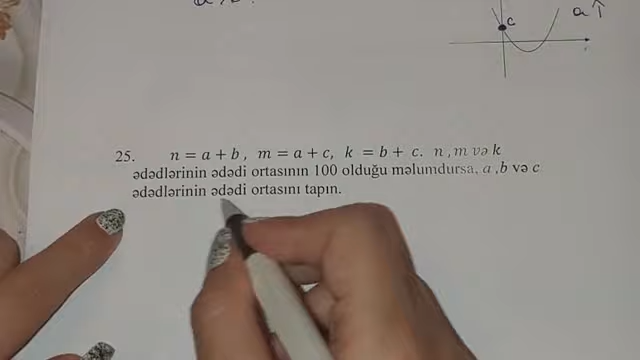 c
a ↑
25. n = a + b , m = a + c, k = b + c. n ,m və k
ədədlərinin ədədi ortasının 100 olduğu məlumdursa, a ,b və c
ədədlərinin ədədi ortasını tapın.